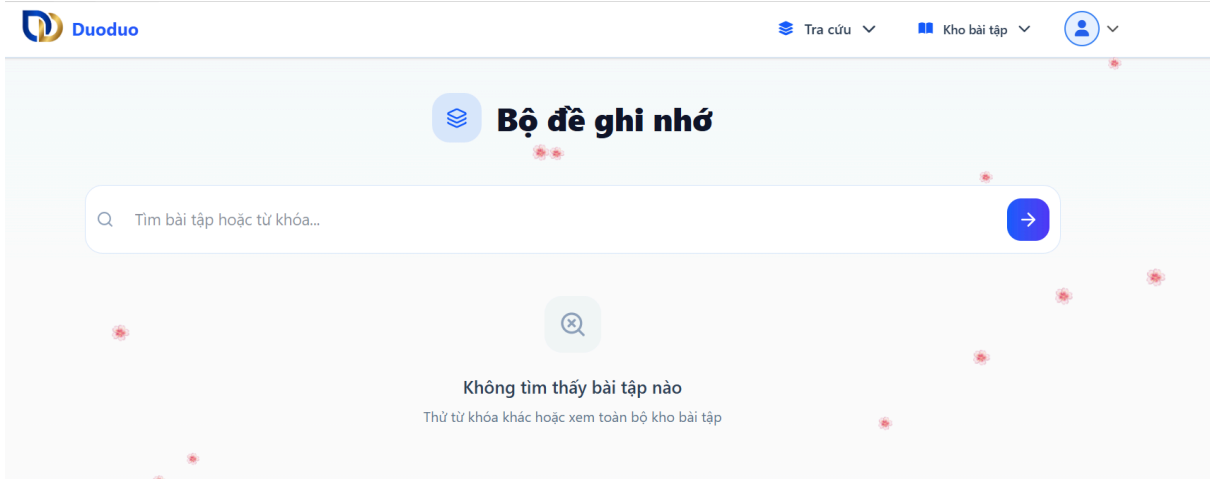 Duoduo
Tra cứu
Kho bài tập
Bộ đề ghi nhớ
Tìm bài tập hoặc từ khóa...
Không tìm thấy bài tập nào
Thử từ khóa khác hoặc xem toàn bộ kho bài tập